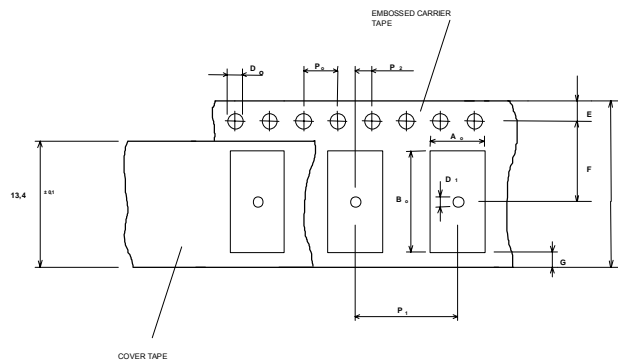 EMBOSSED CARRIER
TAPE
D o
P o
P 2
E
A o
F
D 1
13,4 ± 0,1
B o
G
P 1
COVER TAPE